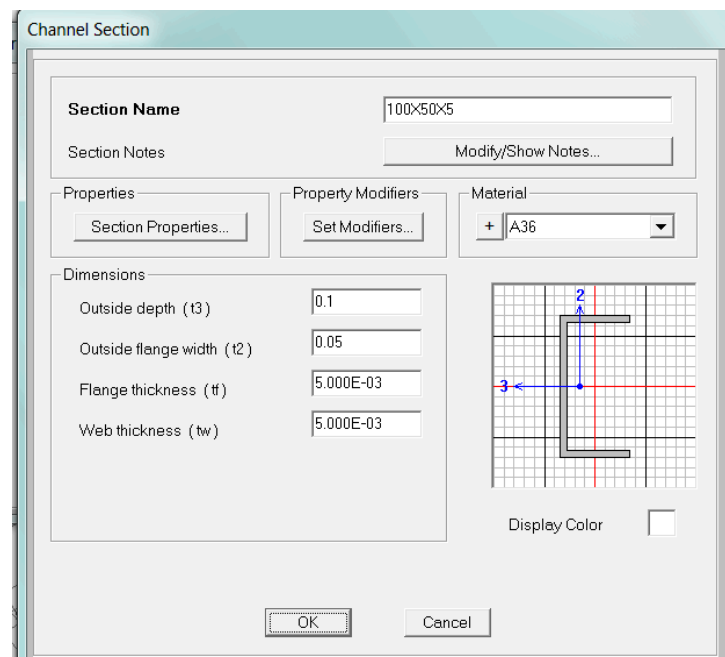 Channel Section
Section Name
100X50X5
Section Notes
Modify/Show Notes...
Properties
Section Properties...
Property Modifiers
Set Modifiers...
Material
+
A36
Dimensions
Outside depth ( t3 )
0.1
Outside flange width ( t2 )
0.05
Flange thickness ( tf )
5.000E-03
Web thickness ( tw )
5.000E-03
2
3
Display Color
OK
Cancel